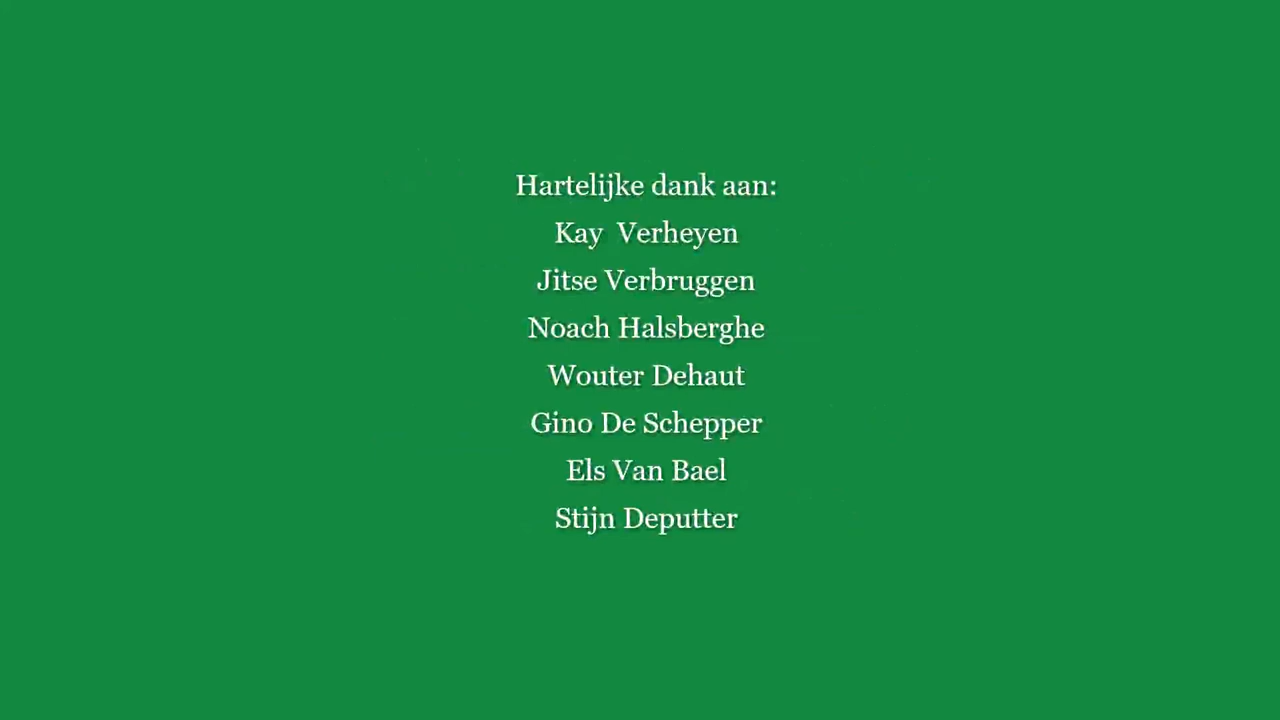 Hartelijke dank aan:
Kay  Verheyen
Jitse Verbruggen
Noach Halsberghe
Wouter Dehaut
Gino De Schepper
Els Van Bael
Stijn Deputter